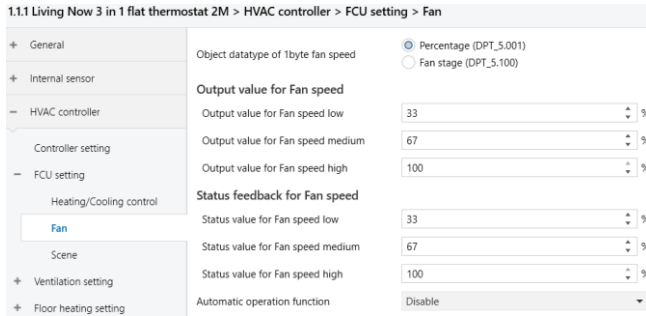 1.1.1 Living Now 3 in 1 flat thermostat 2M > HVAC controller > FCU setting > Fan
+ General
+ Internal sensor
− HVAC controller
Controller setting
− FCU setting
Heating/Cooling control
Fan
Scene
+ Ventilation setting
+ Floor heating setting
Object datatype of 1byte fan speed
Percentage (DPT_5.001)
Fan stage (DPT_5.100)
Output value for Fan speed
Output value for Fan speed low 33 %
Output value for Fan speed medium 67 %
Output value for Fan speed high 100 %
Status feedback for Fan speed
Status value for Fan speed low 33 %
Status value for Fan speed medium 67 %
Status value for Fan speed high 100 %
Automatic operation function Disable